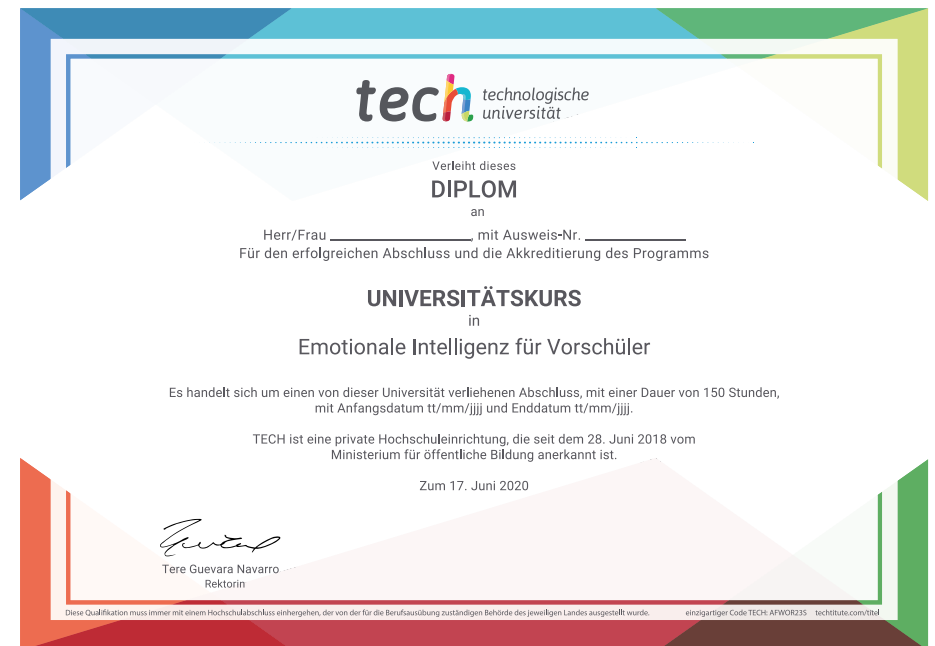 tech technologische
universität
Verleiht dieses
DIPLOM
an
Herr/Frau ______________, mit Ausweis-Nr. __________
Für den erfolgreichen Abschluss und die Akkreditierung des Programms
UNIVERSITÄTSKURS
in
Emotionale Intelligenz für Vorschüler
Es handelt sich um einen von dieser Universität verliehenen Abschluss, mit einer Dauer von 150 Stunden,
mit Anfangsdatum tt/mm/jjjj und Enddatum tt/mm/jjjj.
TECH ist eine private Hochschuleinrichtung, die seit dem 28. Juni 2018 vom
Ministerium für öffentliche Bildung anerkannt ist.
Zum 17. Juni 2020
Tere Guevara Navarro
Rektorin
Diese Qualifikation muss immer mit einem Hochschulabschluss einhergehen, der von der für die Berufsausübung zuständigen Behörde des jeweiligen Landes ausgestellt wurde. einzigartiger Code TECH: AFWOR23S techtitute.com/titel